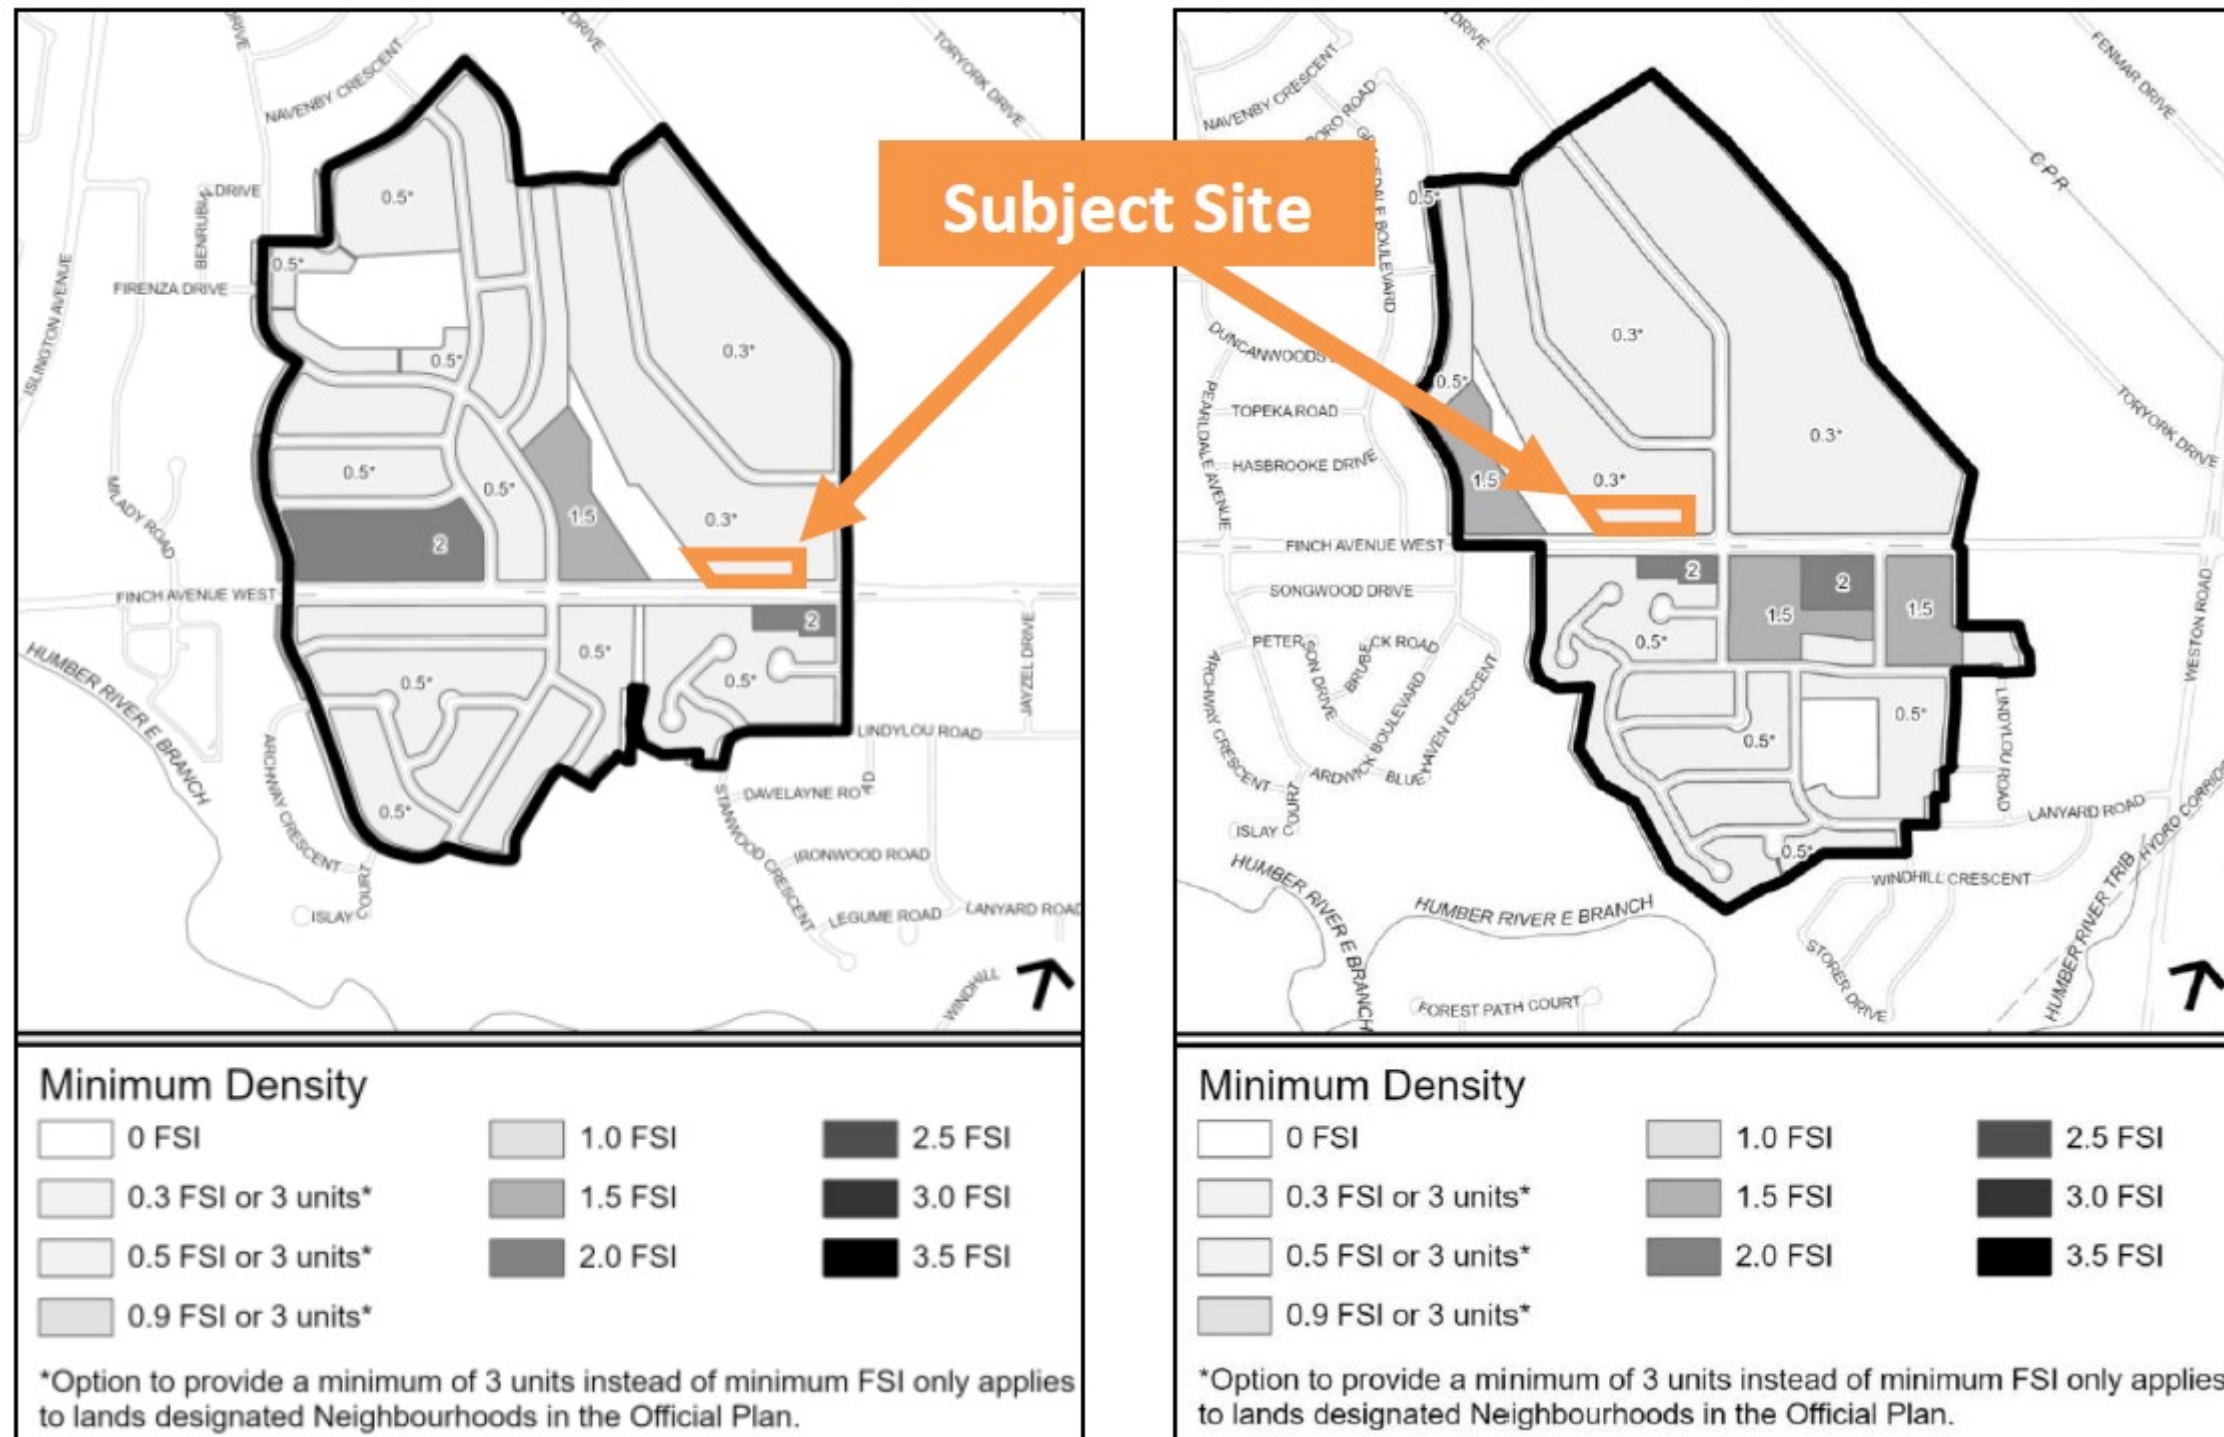 DRIVE
DRIVE
NAVENBY CRESCENT
TORYORK DRIVE
DRIVE
BENRUBIN
FIRENZA DRIVE
ISLINGTON AVENUE
MILADY ROAD
FINCH AVENUE WEST
HUMBER RIVER E BRANCH
ARCHWAY CRESCENT
ISLAY COURT
0.5*
0.5*
0.5*
0.3*
0.5*
0.5*
1.5
0.3*
2
2
0.5*
0.5*
0.5*
0.5*
JAYZEL DRIVE
LINDYLOU ROAD
DAVELAYNE ROAD
STANWOOD CRESCENT
IRONWOOD ROAD
LEGUME ROAD
LANYARD ROAD
WINDHILL
Subject Site
DRIVE
NAVENBY CRESCENT
BORO ROAD
GRACEDALE BOULEVARD
FENMAR DRIVE
CPR
TORYORK DRIVE
0.5*
0.3*
0.5*
0.3*
1.5
0.3*
DUNCANWOODS
PEARLDALE AVENUE
TOPEKA ROAD
HASBROOKE DRIVE
FINCH AVENUE WEST
SONGWOOD DRIVE
PETERSON DRIVE
BRUBECK ROAD
ARCHWAY CRESCENT
ARDWICK BOULEVARD
BLUEHAVEN CRESCENT
ISLAY COURT
2
2
1.5
1.5
0.5*
0.5*
0.5*
0.5*
WESTON ROAD
LINDYLOU ROAD
LANYARD ROAD
HYDRO CORRIDOR
WINDHILL CRESCENT
HUMBER RIVER TRIB
STORER DRIVE
HUMBER RIVER E BRANCH
HUMBER RIVER E BRANCH
FOREST PATH COURT
Minimum Density
0 FSI
1.0 FSI
2.5 FSI
0.3 FSI or 3 units*
1.5 FSI
3.0 FSI
0.5 FSI or 3 units*
2.0 FSI
3.5 FSI
0.9 FSI or 3 units*
*Option to provide a minimum of 3 units instead of minimum FSI only applies
to lands designated Neighbourhoods in the Official Plan.
Minimum Density
0 FSI
1.0 FSI
2.5 FSI
0.3 FSI or 3 units*
1.5 FSI
3.0 FSI
0.5 FSI or 3 units*
2.0 FSI
3.5 FSI
0.9 FSI or 3 units*
*Option to provide a minimum of 3 units instead of minimum FSI only applies
to lands designated Neighbourhoods in the Official Plan.